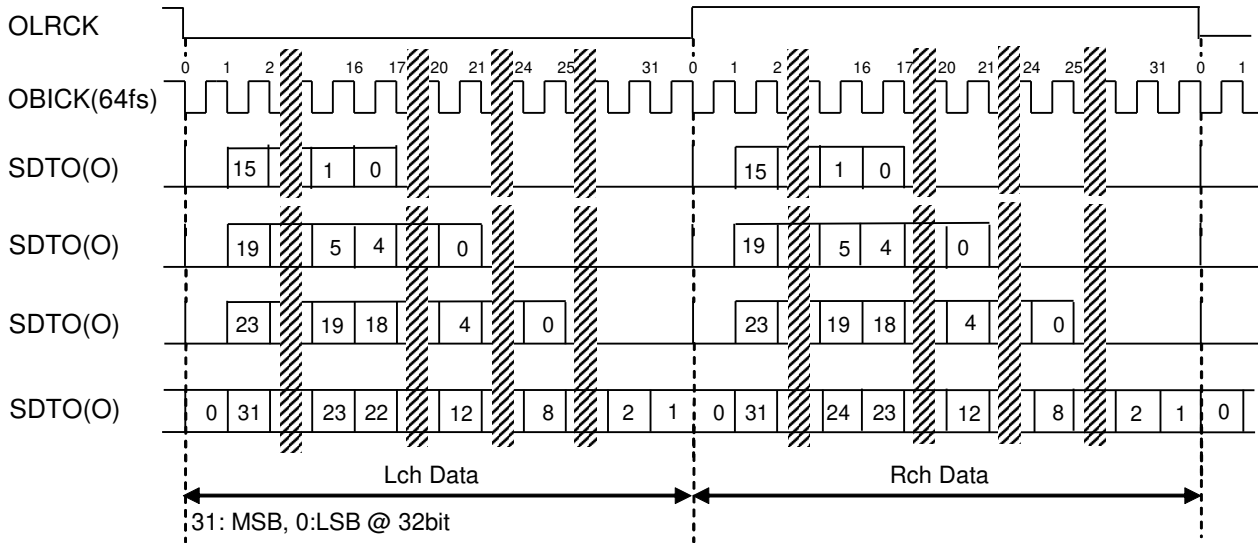 OLRCK
0 1 2 16 17 20 21 24 25 31 0 1 2 16 17 20 21 24 25 31 0 1
OBICK(64fs)
SDTO(O) 15 1 0 15 1 0
SDTO(O) 19 5 4 0 19 5 4 0
SDTO(O) 23 19 18 4 0 23 19 18 4 0
SDTO(O) 0 31 23 22 12 8 2 1 0 31 24 23 12 8 2 1 0
Lch Data Rch Data
31: MSB, 0:LSB @ 32bit